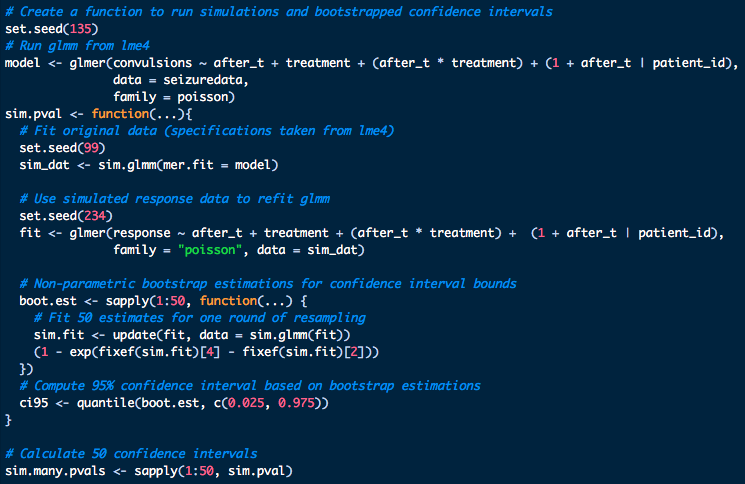 # Create a function to run simulations and bootstrapped confidence intervals
set.seed(135)
# Run glmm from lme4
model <- glmer(convulsions ~ after_t + treatment + (after_t * treatment) + (1 + after_t | patient_id),
               data = seizuredata,
               family = poisson)
sim.pval <- function(...){
  # Fit original data (specifications taken from lme4)
  set.seed(99)
  sim_dat <- sim.glmm(mer.fit = model)

  # Use simulated response data to refit glmm
  set.seed(234)
  fit <- glmer(response ~ after_t + treatment + (after_t * treatment) +  (1 + after_t | patient_id),
               family = "poisson", data = sim_dat)

  # Non-parametric bootstrap estimations for confidence interval bounds
  boot.est <- sapply(1:50, function(...) {
    # Fit 50 estimates for one round of resampling
    sim.fit <- update(fit, data = sim.glmm(fit))
    (1 - exp(fixef(sim.fit)[4] - fixef(sim.fit)[2]))
  })
  # Compute 95% confidence interval based on bootstrap estimations
  ci95 <- quantile(boot.est, c(0.025, 0.975))
}

# Calculate 50 confidence intervals
sim.many.pvals <- sapply(1:50, sim.pval)